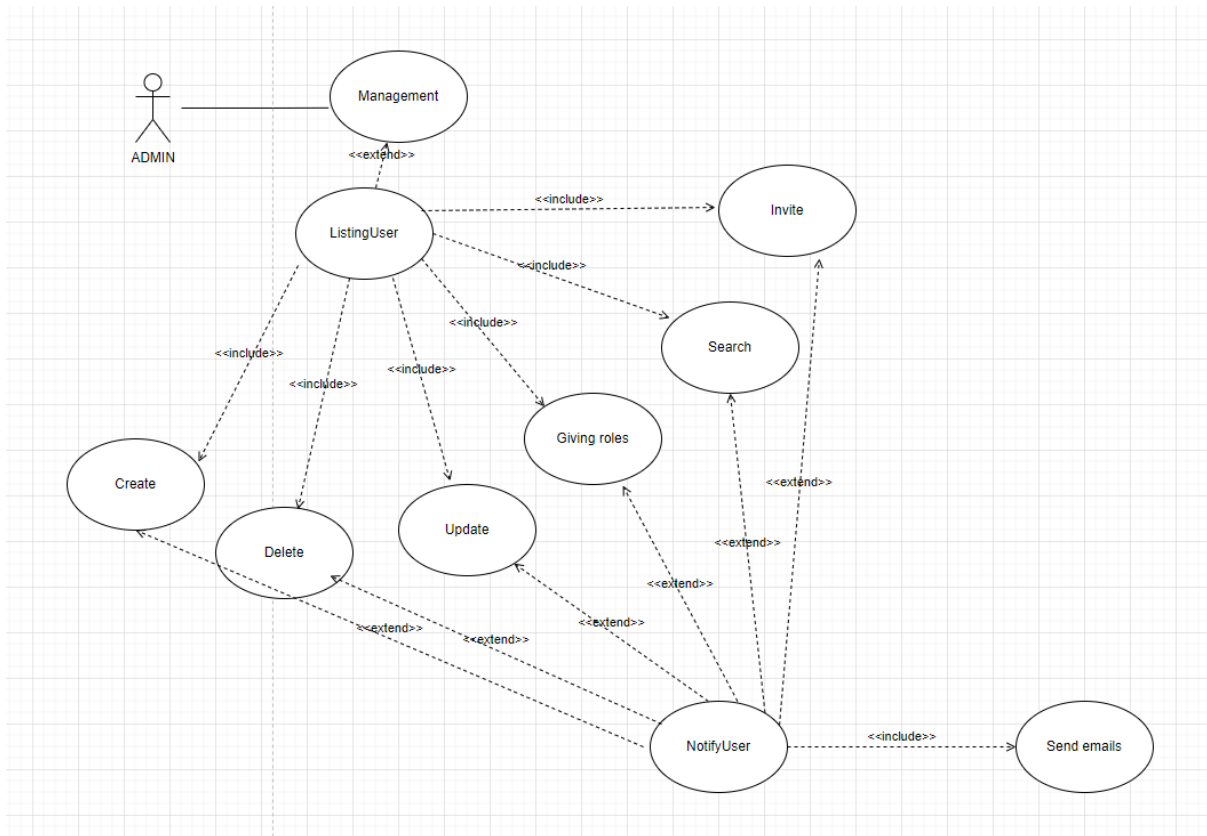 Management
ADMIN
<<extend>>
<<include>>
Invite
ListingUser
<<include>>
<<include>>
Search
<<include>>
<<include>>
<<include>>
Giving roles
Create
<<extend>>
Update
<<extend>>
Delete
<<extend>>
<<extend>>
<<extend>>
<<extend>>
<<include>>
NotifyUser
Send emails